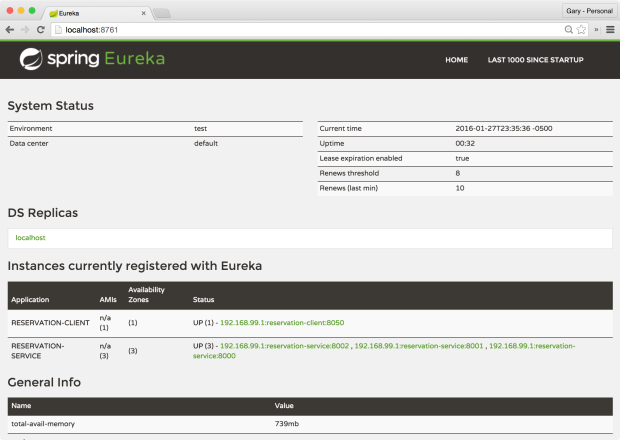 Eureka
Gary - Personal
localhost:8761
spring Eureka
HOME LAST 1000 SINCE STARTUP
System Status
Environment test
Data center default
Current time 2016-01-27T23:35:36 -0500
Uptime 00:32
Lease expiration enabled true
Renews threshold 8
Renews (last min) 10
DS Replicas
localhost
Instances currently registered with Eureka
Application AMIs Availability Zones Status
RESERVATION-CLIENT n/a (1) (1) UP (1) - 192.168.99.1:reservation-client:8050
RESERVATION-SERVICE n/a (3) (3) UP (3) - 192.168.99.1:reservation-service:8002 , 192.168.99.1:reservation-service:8001 , 192.168.99.1:reservation-service:8000
General Info
Name Value
total-avail-memory 739mb